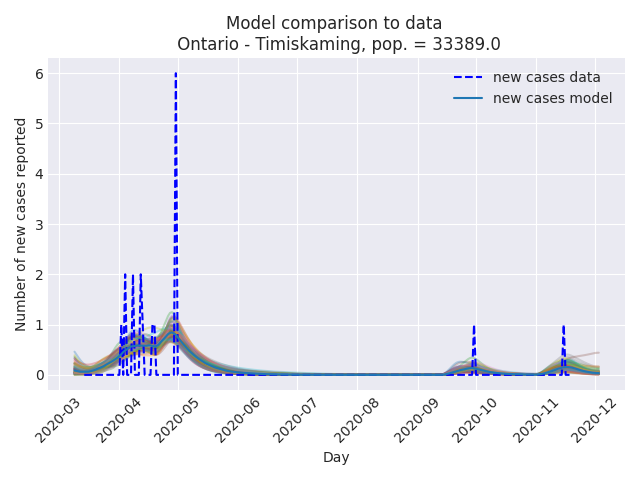 Model comparison to data
Ontario - Timiskaming, pop. = 33389.0
new cases data
new cases model
Number of new cases reported
6
5
4
3
2
1
0
2020-03
2020-04
2020-05
2020-06
2020-07
2020-08
2020-09
2020-10
2020-11
2020-12
Day